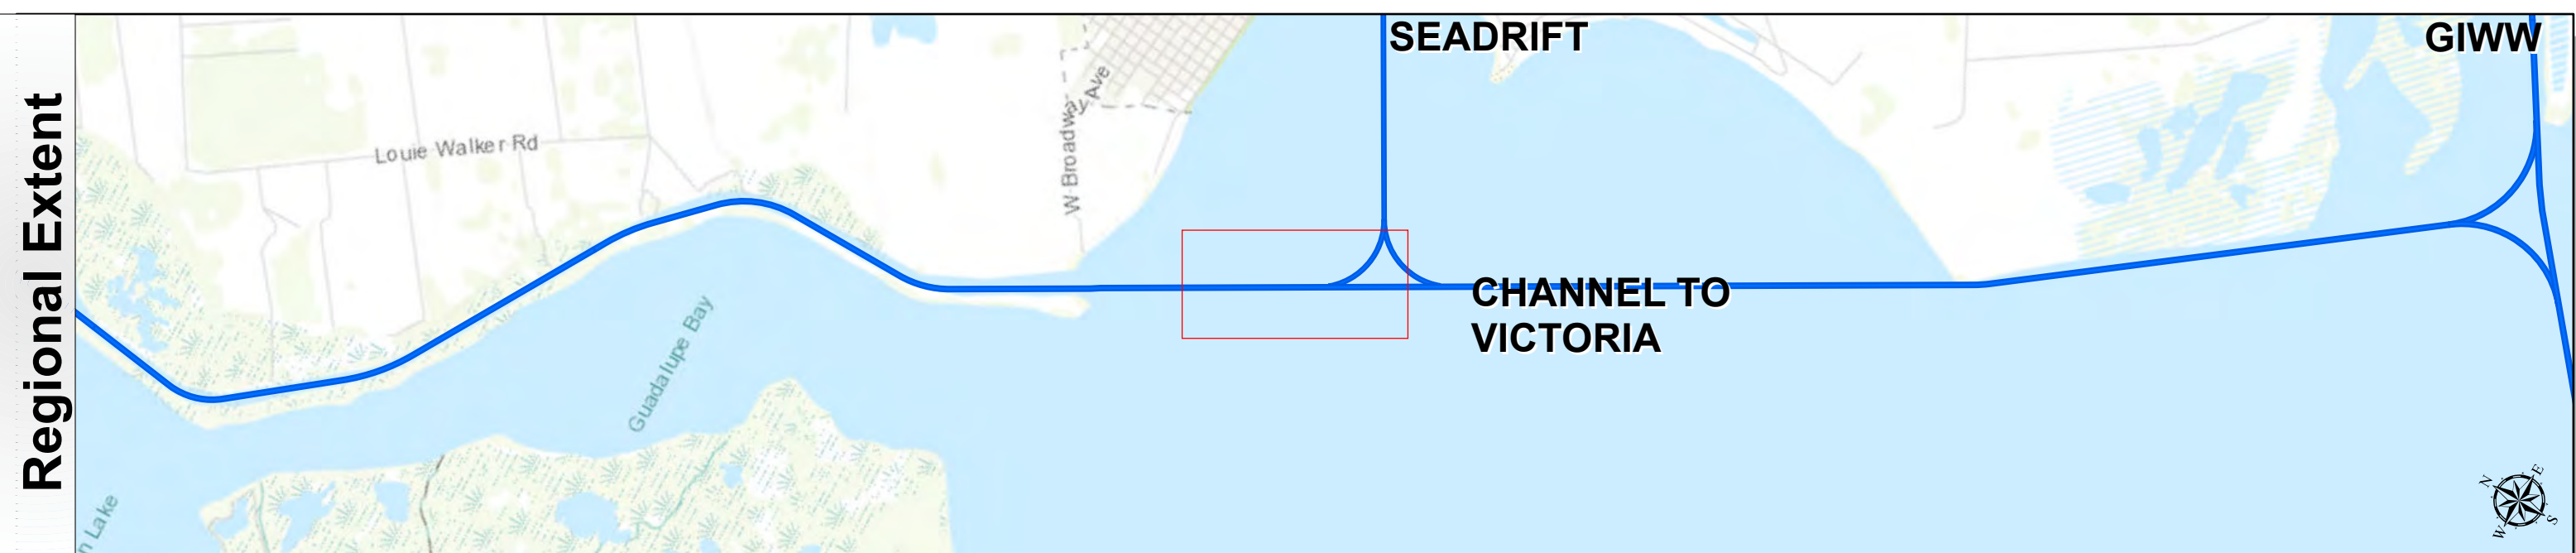 Regional Extent
SEADRIFT
GIWW
Louie Walker Rd
W Broadway Ave
CHANNEL TO
VICTORIA
Guadalupe Bay
n Lake
N
E
S
W